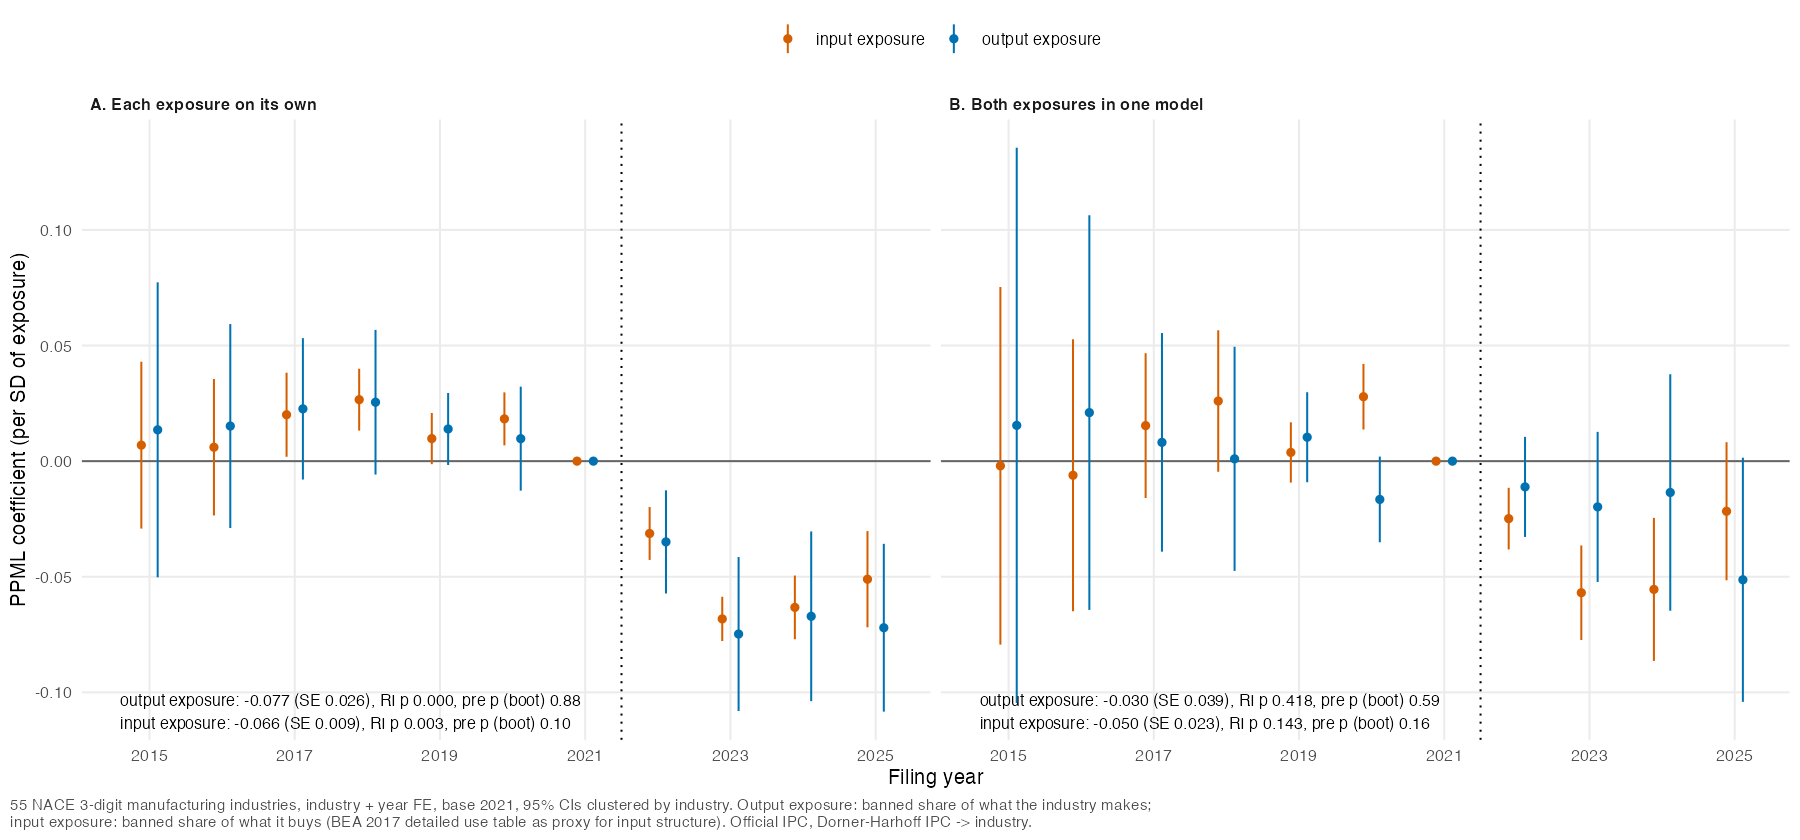 input exposure output exposure
A. Each exposure on its own
B. Both exposures in one model
PPML coefficient (per SD of exposure)
0.10
0.05
0.00
-0.05
-0.10
output exposure: -0.077 (SE 0.026), RI p 0.000, pre p (boot) 0.88
input exposure: -0.066 (SE 0.009), RI p 0.003, pre p (boot) 0.10
output exposure: -0.030 (SE 0.039), RI p 0.418, pre p (boot) 0.59
input exposure: -0.050 (SE 0.023), RI p 0.143, pre p (boot) 0.16
2015 2017 2019 2021 2023 2025
2015 2017 2019 2021 2023 2025
Filing year
55 NACE 3-digit manufacturing industries, industry + year FE, base 2021, 95% CIs clustered by industry. Output exposure: banned share of what the industry makes;
input exposure: banned share of what it buys (BEA 2017 detailed use table as proxy for input structure). Official IPC, Dorner-Harhoff IPC -> industry.